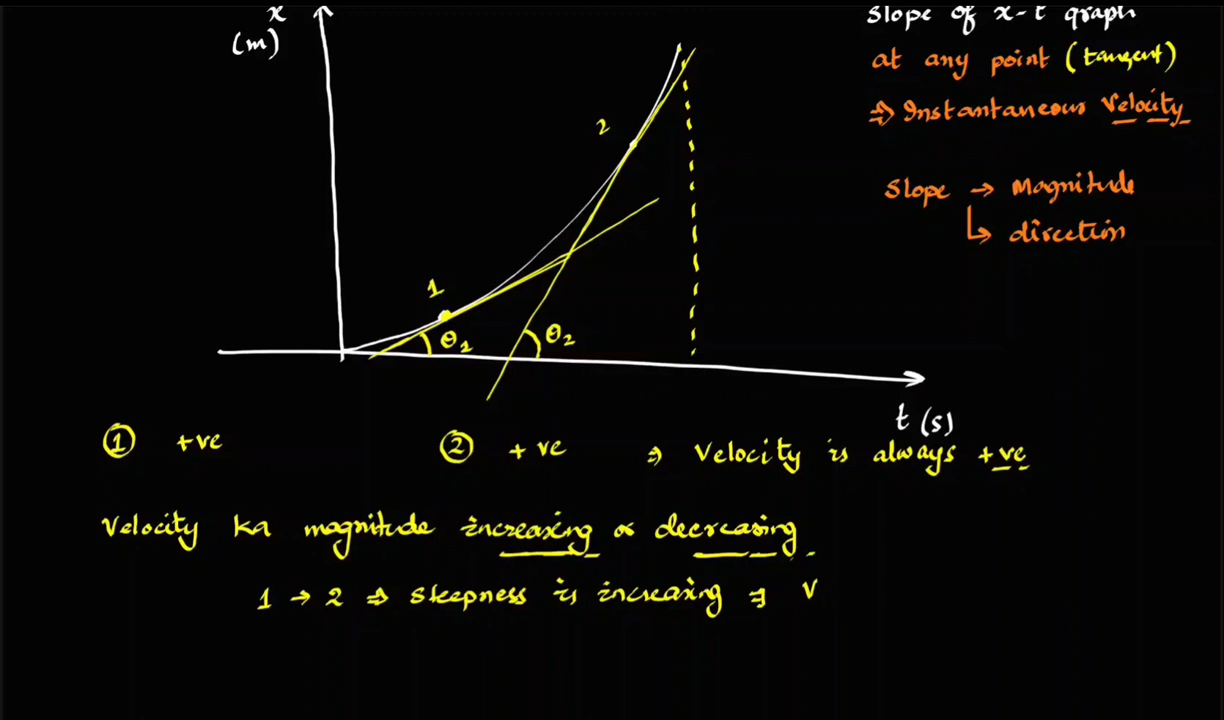 x
(m)
Slope of x-t graph
at any point (tangent)
⇒ Instantaneous Velocity
Slope → Magnitude
↳ direction
2
1
θ1
θ2
t (s)
① +ve ② +ve ⇒ Velocity is always +ve
Velocity ka magnitude increasing or decreasing
1 → 2 ⇒ steepness is increasing ⇒ V